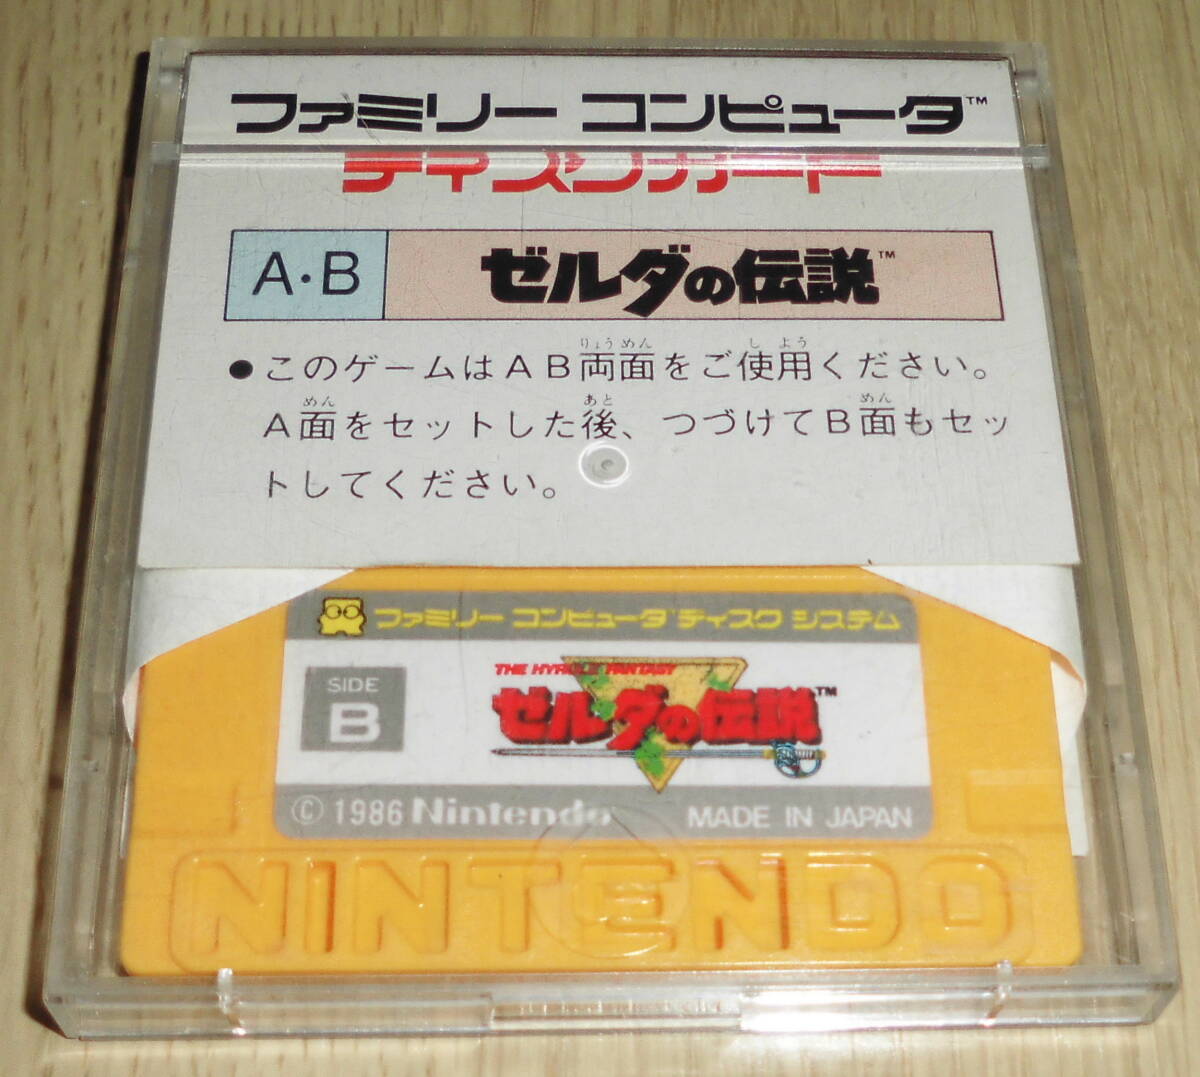 ファミリー コンピュータ™
ディスクカード
A・B
ゼルダの伝説™
●このゲームはAB両面をご使用ください。
りょうめん しよう
A面をセットした後、つづけてB面もセッ
めん あと めん
トしてください。
ファミリー コンピュータ ディスク システム
SIDE
B
THE HYRULE FANTASY
ゼルダの伝説™
© 1986 Nintendo
MADE IN JAPAN
NINTENDO